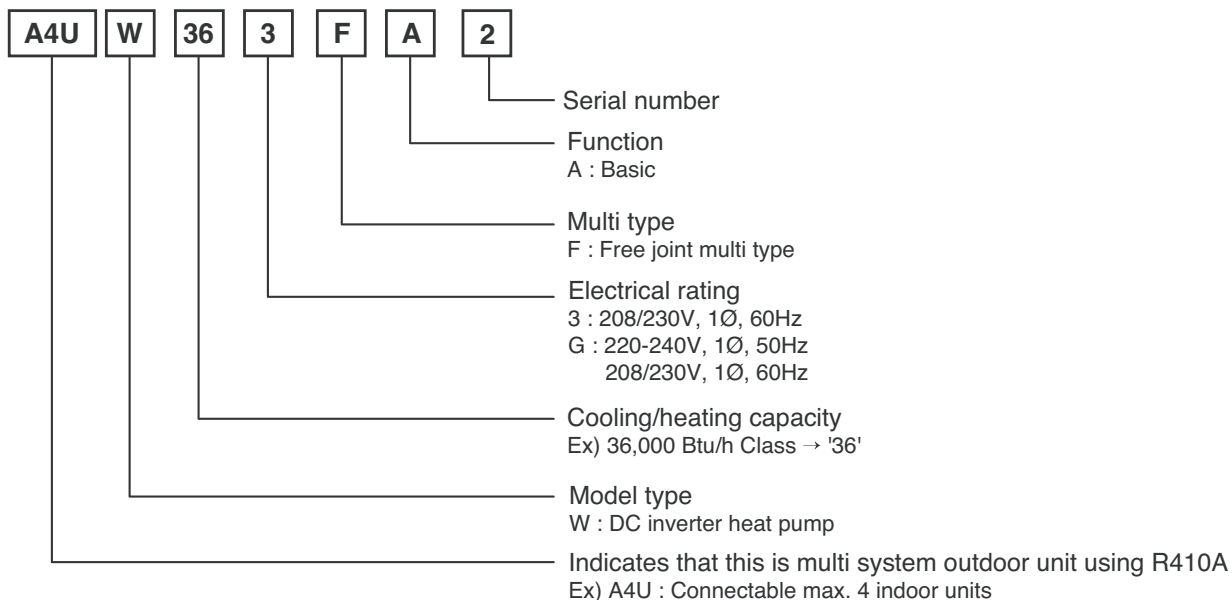 A4U W 36 3 F A 2
Serial number
Function
A : Basic
Multi type
F : Free joint multi type
Electrical rating
3 : 208/230V, 1Ø, 60Hz
G : 220-240V, 1Ø, 50Hz
208/230V, 1Ø, 60Hz
Cooling/heating capacity
Ex) 36,000 Btu/h Class → '36'
Model type
W : DC inverter heat pump
Indicates that this is multi system outdoor unit using R410A
Ex) A4U : Connectable max. 4 indoor units